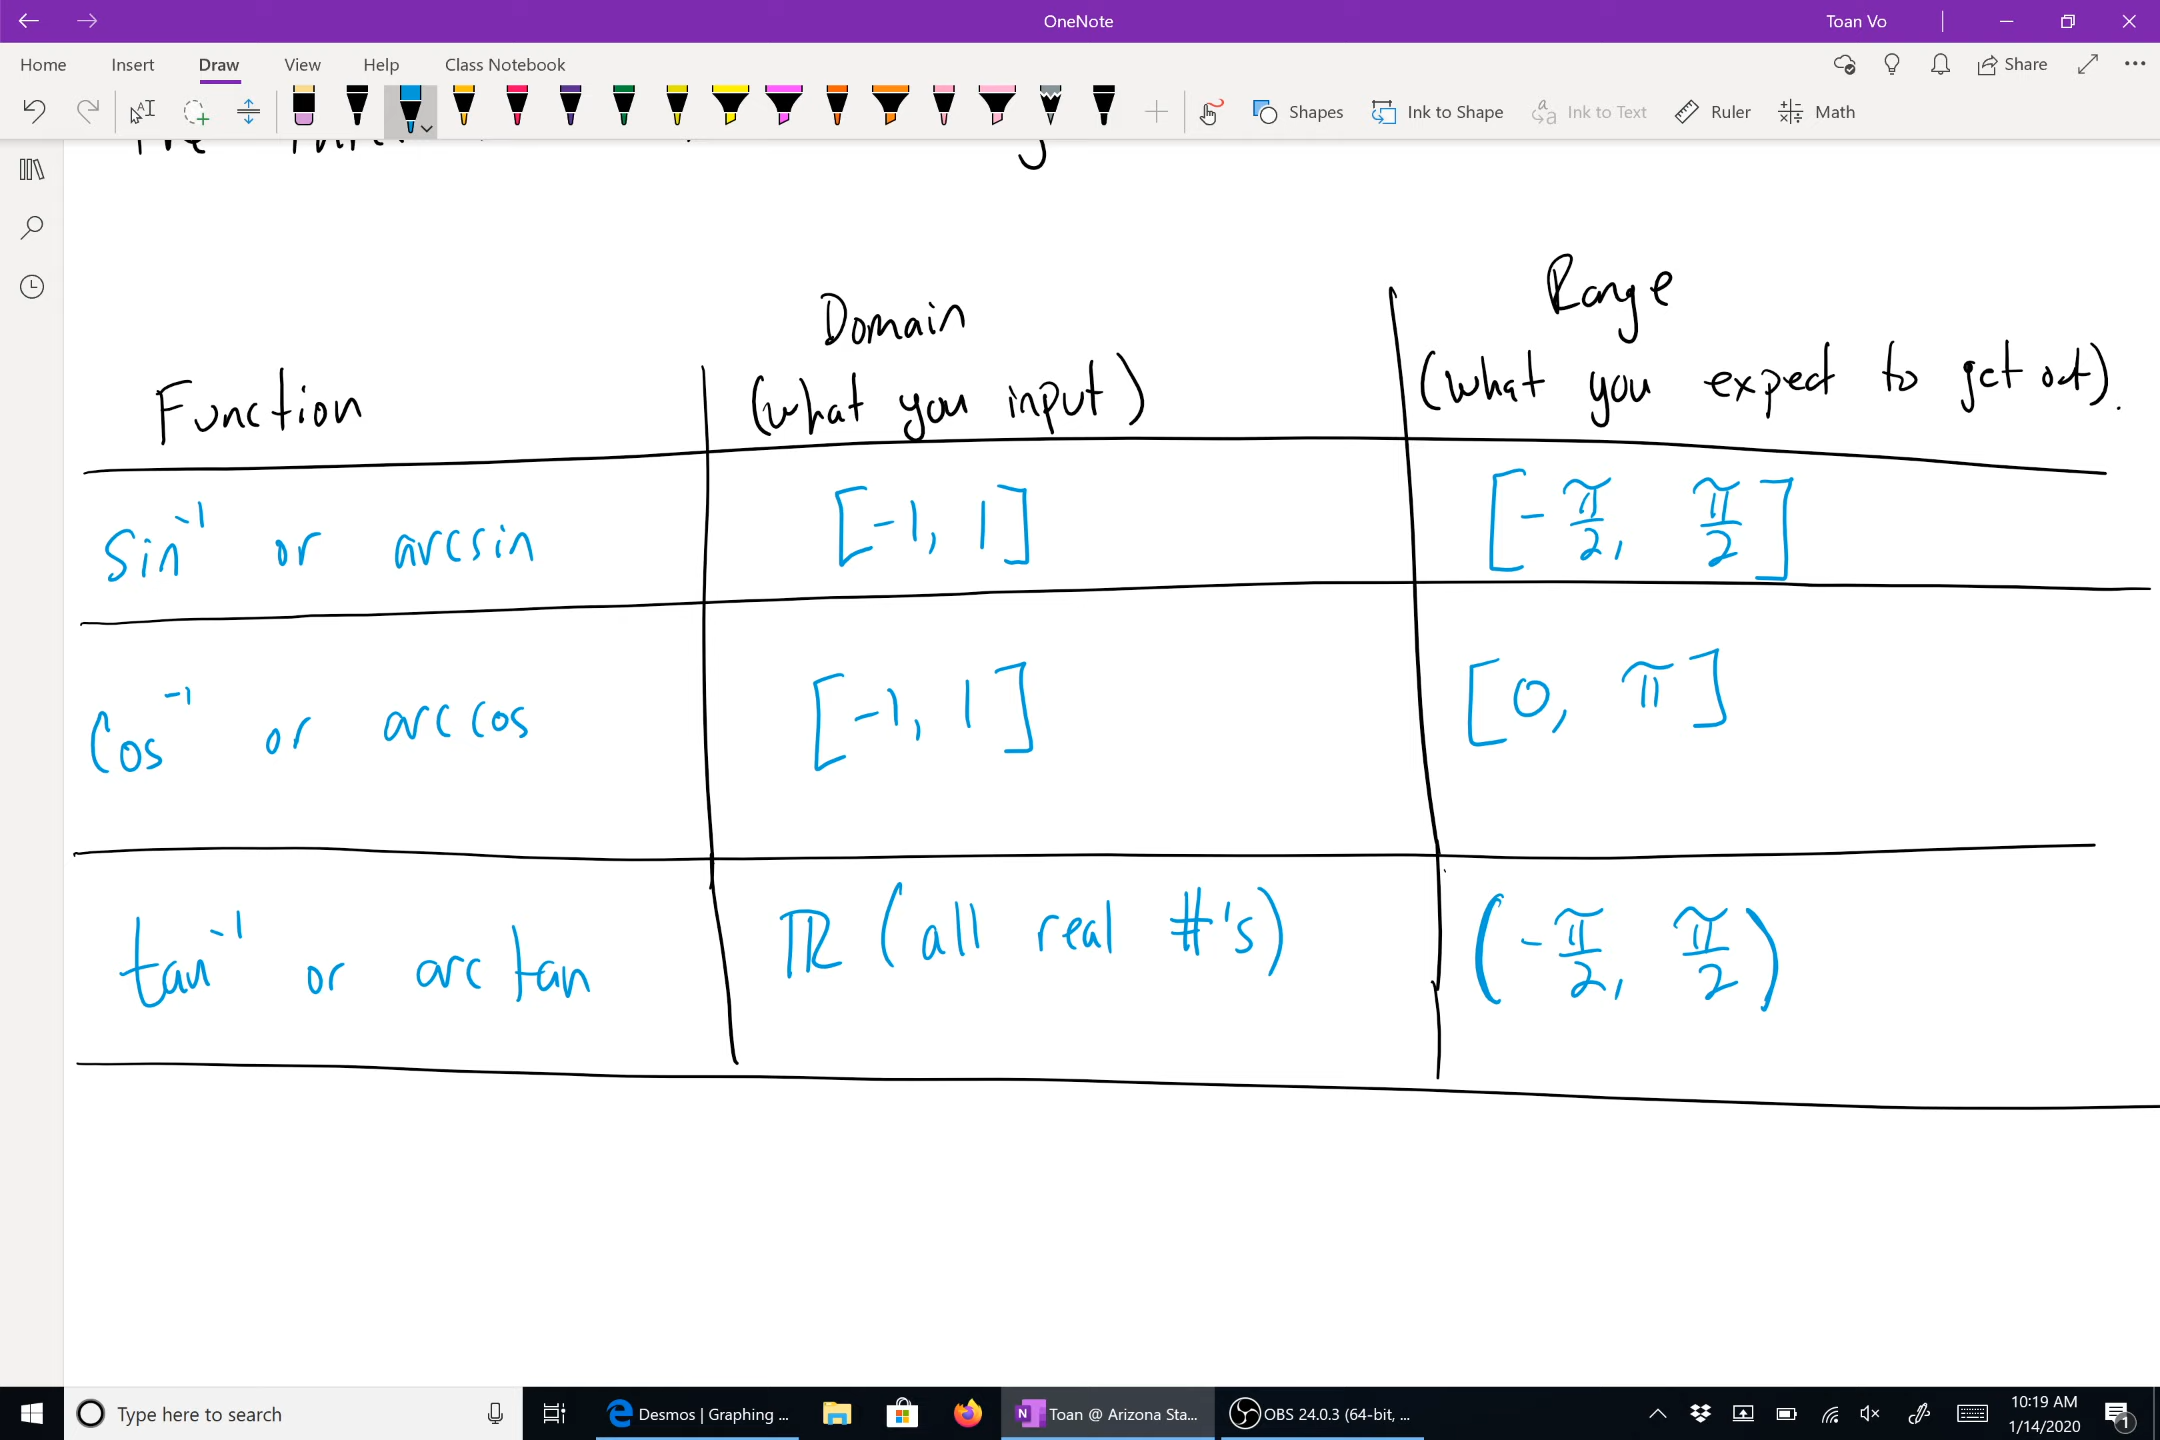 OneNote
Toan Vo
Home Insert Draw View Help Class Notebook
Share
Shapes Ink to Shape Ink to Text Ruler Math
The
Domain Range
Function (what you input) (what you expect to get out).
sin⁻¹ or arcsin [-1, 1] [-π/2, π/2]
cos⁻¹ or arccos [-1, 1] [0, π]
tan⁻¹ or arctan ℝ (all real #'s) (-π/2, π/2)
Type here to search
Desmos | Graphing ...
Toan @ Arizona Sta...
OBS 24.0.3 (64-bit, ...
10:19 AM
1/14/2020
1